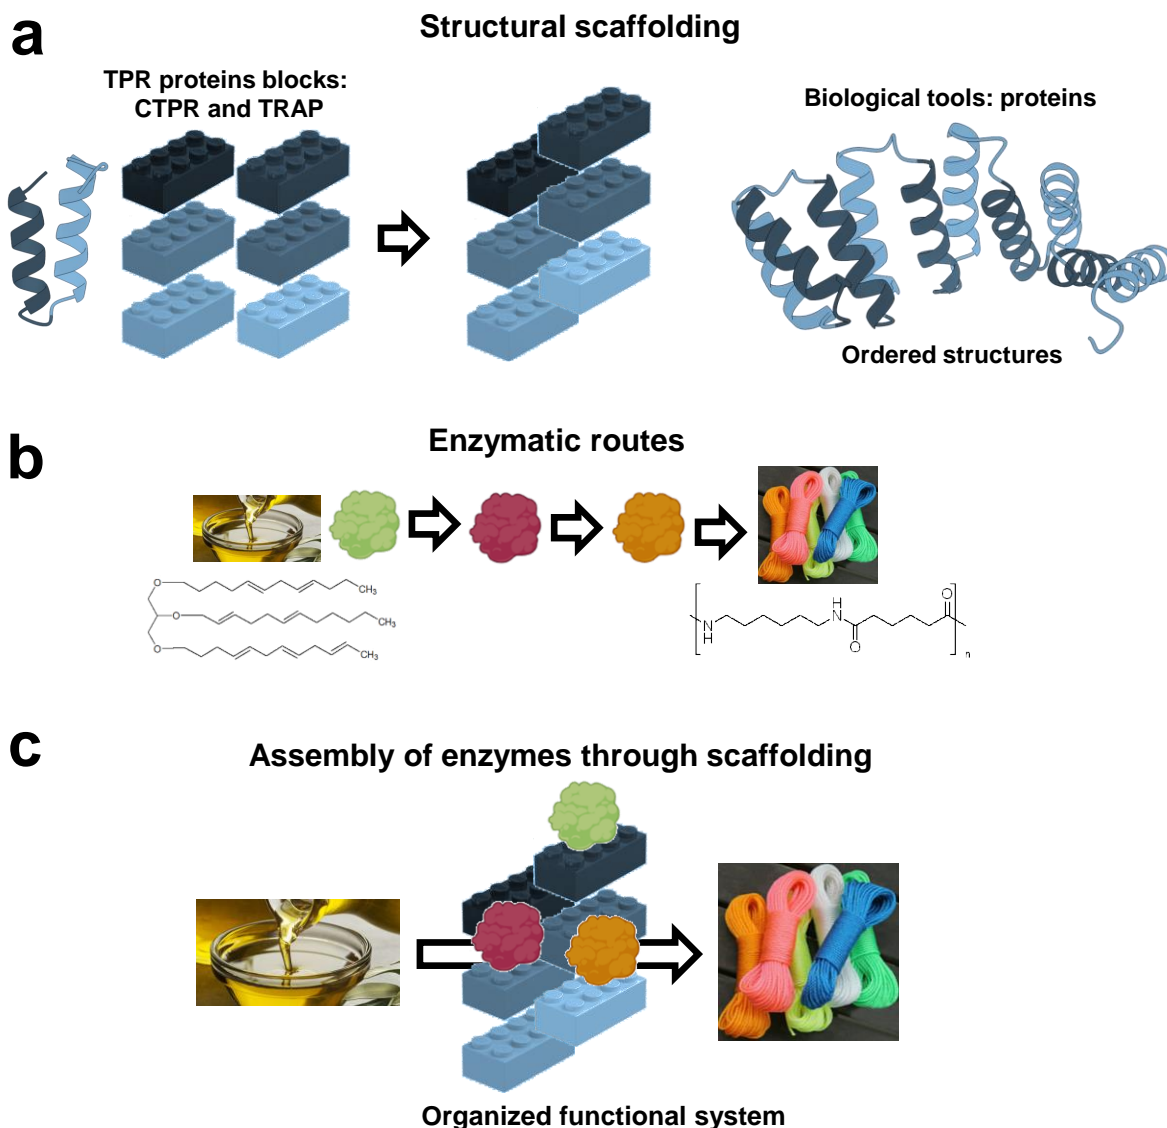 a
Structural scaffolding
TPR proteins blocks:
CTPR and TRAP
Biological tools: proteins
Ordered structures
b
Enzymatic routes
O
CH3
O
CH3
O
CH3
H
N
O
N
H
O
n
c
Assembly of enzymes through scaffolding
Organized functional system